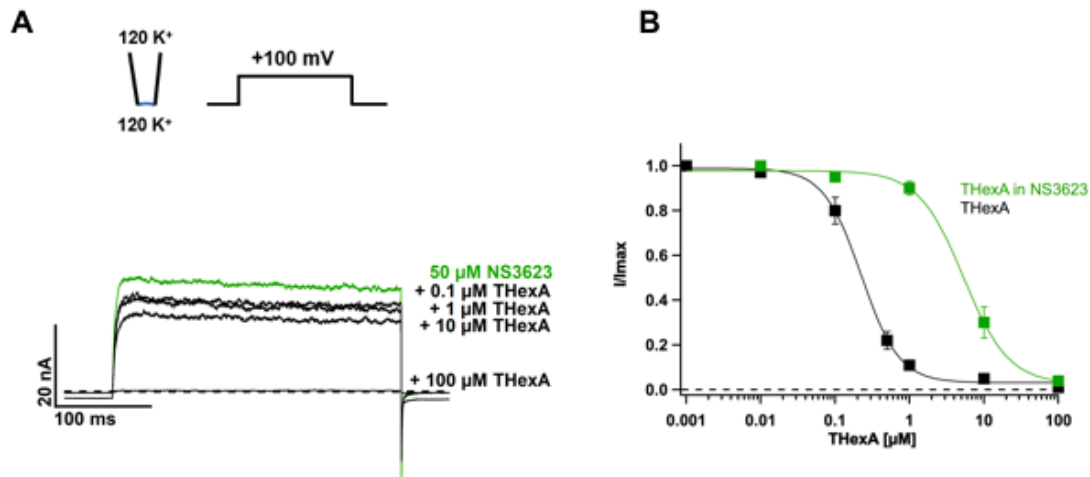 A
120 K⁺
+100 mV
120 K⁺
50 µM NS3623
+ 0.1 µM THexA
+ 1 µM THexA
+ 10 µM THexA
+ 100 µM THexA
20 nA
100 ms
B
1.0
0.8
0.6
0.4
0.2
0.0
I/Imax
THexA in NS3623
THexA
0.001
0.01
0.1
1
10
100
THexA [µM]